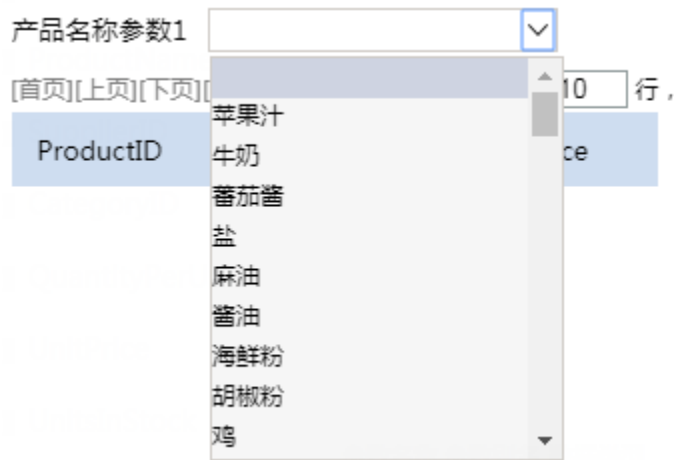 产品名称参数1
[首页][上页][下页][ 10 行，
ProductID ce
苹果汁
牛奶
蕃茄酱
盐
麻油
酱油
海鲜粉
胡椒粉
鸡